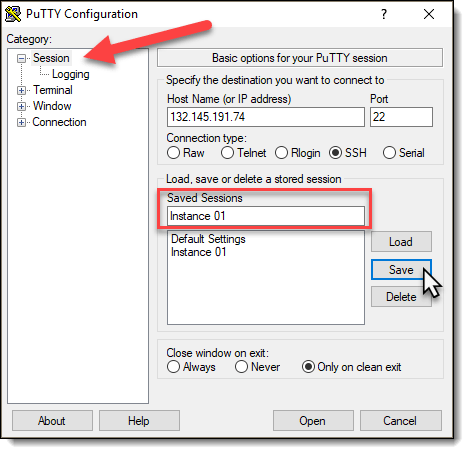 PuTTY Configuration
?
Category:
Session
Logging
Terminal
Window
Connection
Basic options for your PuTTY session
Specify the destination you want to connect to
Host Name (or IP address) Port
132.145.191.74 22
Connection type:
Raw Telnet Rlogin SSH Serial
Load, save or delete a stored session
Saved Sessions
Instance 01
Default Settings
Instance 01
Load
Save
Delete
Close window on exit:
Always Never Only on clean exit
About Help Open Cancel